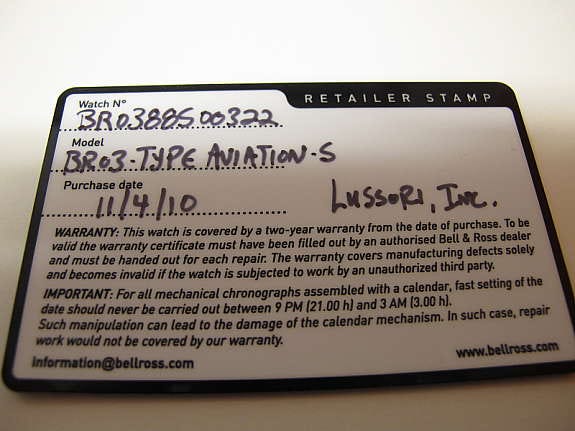 Watch N° RETAILER STAMP
BR0388S00322
Model
BR03-TYPE AVIATION-S
Purchase date
11/4/10 LUSSORI, INC.
WARRANTY: This watch is covered by a two-year warranty from the date of purchase. To be
valid the warranty certificate must have been filled out by an authorised Bell & Ross dealer
and must be handed out for each repair. The warranty covers manufacturing defects solely
and becomes invalid if the watch is subjected to work by an unauthorized third party.
IMPORTANT: For all mechanical chronographs assembled with a calendar, fast setting of the
date should never be carried out between 9 PM (21.00 h) and 3 AM (3.00 h).
Such manipulation can lead to the damage of the calendar mechanism. In such case, repair
work would not be covered by our warranty.
information@bellross.com www.bellross.com